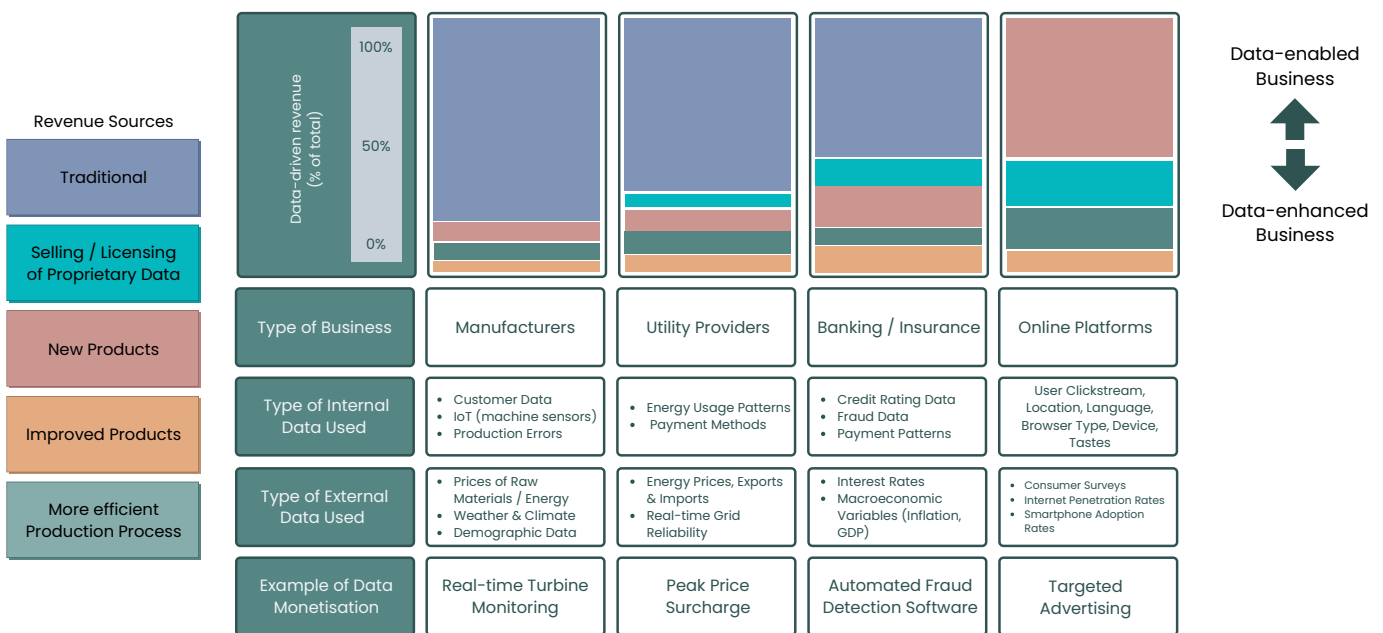 Revenue Sources
Traditional
Selling / Licensing
of Proprietary Data
New Products
Improved Products
More efficient
Production Process
Data-driven revenue
(% of total)
100%
50%
0%
Data-enabled
Business
Data-enhanced
Business
Type of Business
Manufacturers
Utility Providers
Banking / Insurance
Online Platforms
Type of Internal
Data Used
• Customer Data
• IoT (machine sensors)
• Production Errors
• Energy Usage Patterns
• Payment Methods
• Credit Rating Data
• Fraud Data
• Payment Patterns
User Clickstream,
Location, Language,
Browser Type, Device,
Tastes
Type of External
Data Used
• Prices of Raw
Materials / Energy
• Weather & Climate
• Demographic Data
• Energy Prices, Exports
& Imports
• Real-time Grid
Reliability
• Interest Rates
• Macroeconomic
Variables (Inflation,
GDP)
• Consumer Surveys
• Internet Penetration Rates
• Smartphone Adoption
Rates
Example of Data
Monetisation
Real-time Turbine
Monitoring
Peak Price
Surcharge
Automated Fraud
Detection Software
Targeted
Advertising